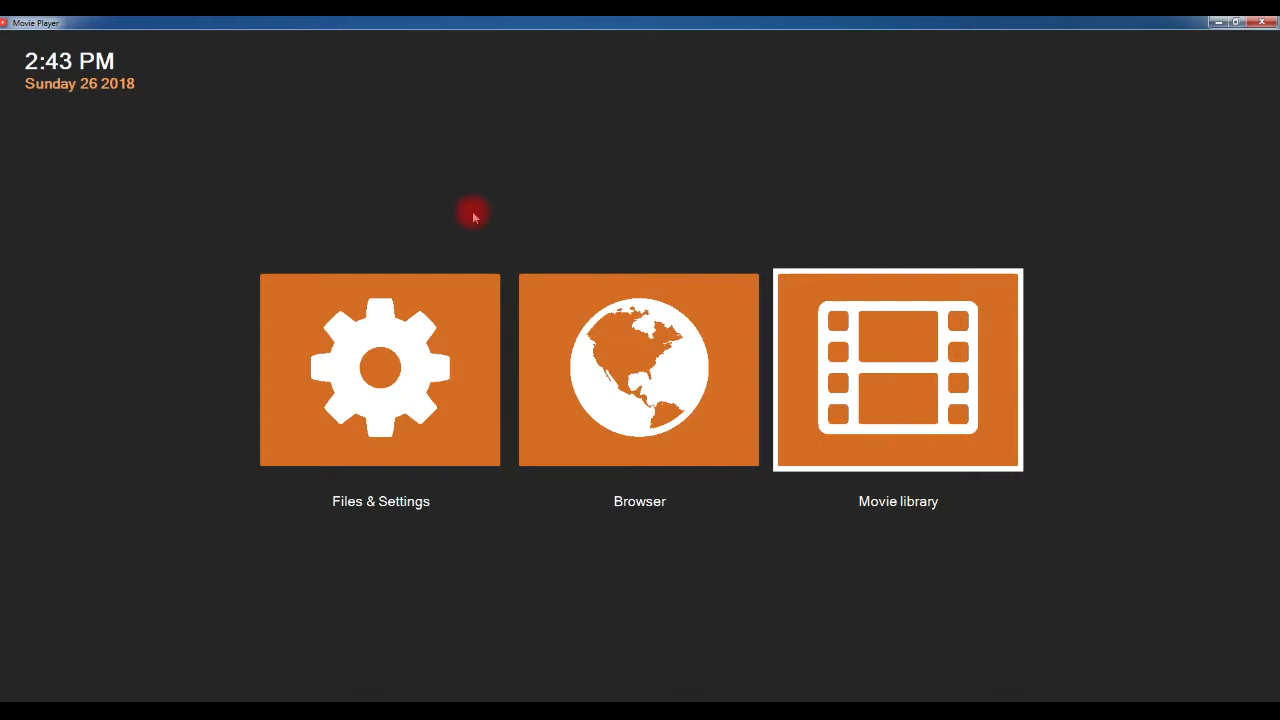 Movie Player
2:43 PM
Sunday 26 2018
Files & Settings
Browser
Movie library